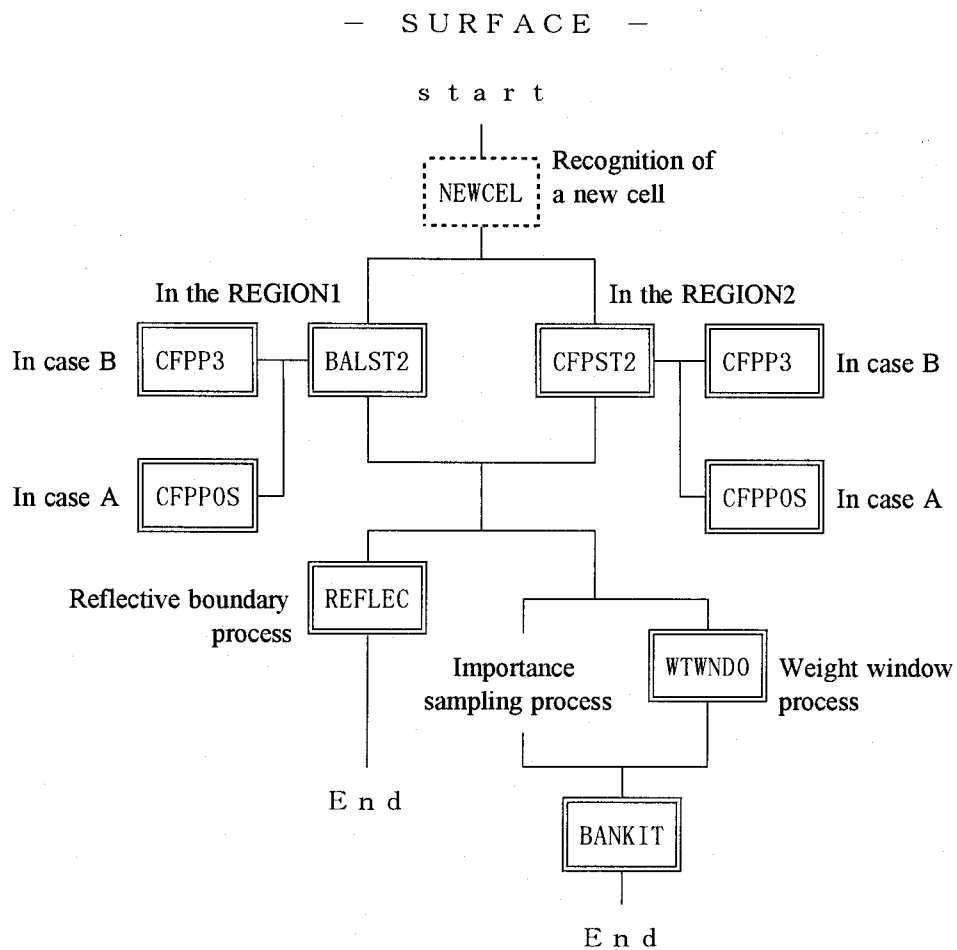 — SURFACE —
start
NEWCEL
Recognition of
a new cell
In the REGION1
In the REGION2
In case B
CFPP3
BALST2
CFPST2
CFPP3
In case B
In case A
CFPPOS
CFPPOS
In case A
Reflective boundary
process
REFLEC
Importance
sampling process
WTWNDO
Weight window
process
End
BANKIT
End